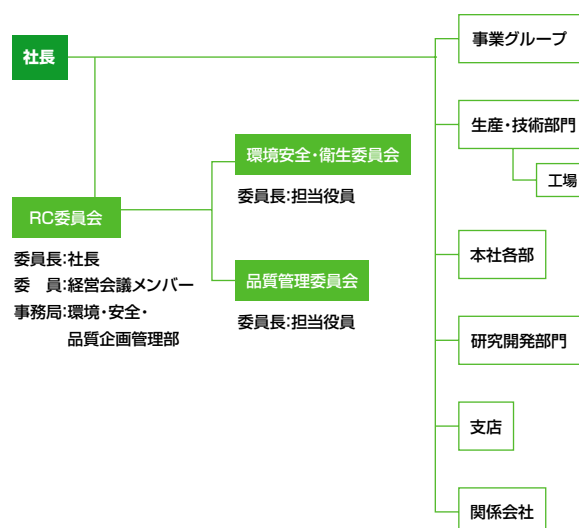 社長
RC委員会
委員長:社長
委　員:経営会議メンバー
事務局:環境・安全・
品質企画管理部
環境安全・衛生委員会
委員長:担当役員
品質管理委員会
委員長:担当役員
事業グループ
生産・技術部門
工場
本社各部
研究開発部門
支店
関係会社